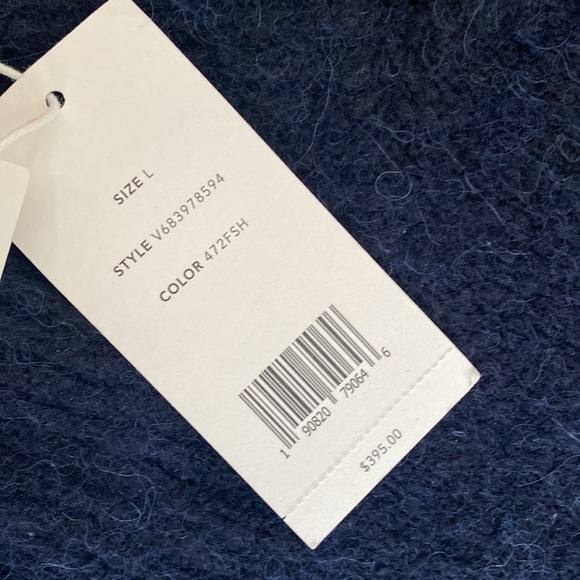 SIZE L
STYLE V683978594
COLOR 472FSH
1 90820 79064 6
$395.00